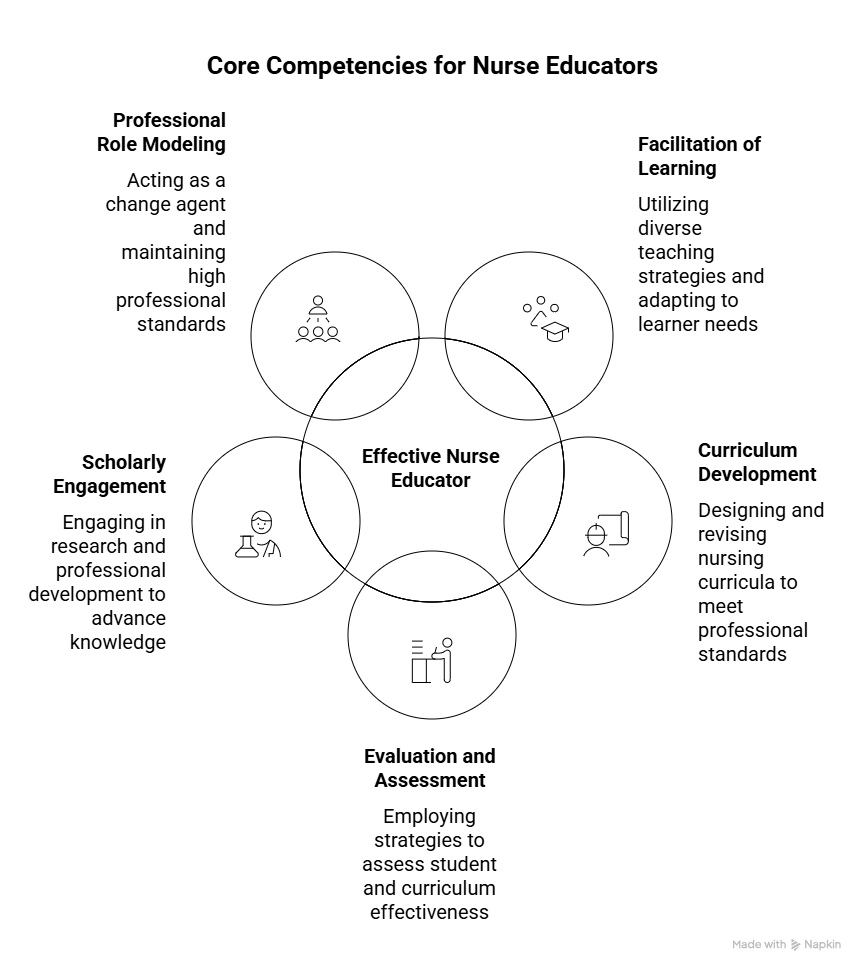 Core Competencies for Nurse Educators
Professional
Role Modeling
Acting as a
change agent
and
maintaining
high
professional
standards
Facilitation of
Learning
Utilizing
diverse
teaching
strategies and
adapting to
learner needs
Effective Nurse
Educator
Scholarly
Engagement
Engaging in
research and
professional
development to
advance
knowledge
Curriculum
Development
Designing and
revising
nursing
curricula to
meet
professional
standards
Evaluation and
Assessment
Employing
strategies to
assess student
and curriculum
effectiveness
Made with Napkin